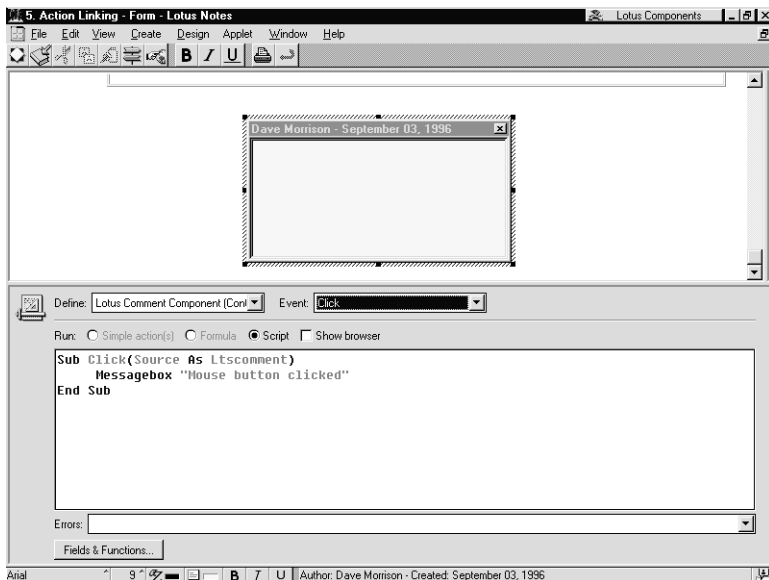 5. Action Linking - Form - Lotus Notes
Lotus Components
File Edit View Create Design Applet Window Help
B I U
Dave Morrison - September 03, 1996
Define: Lotus Comment Component (Con Event: Click
Run: Simple action(s) Formula Script Show browser
Sub Click(Source As Ltscomment)
Messagebox "Mouse button clicked"
End Sub
Errors:
Fields & Functions...
Arial 9 B I U Author: Dave Morrison - Created: September 03, 1996